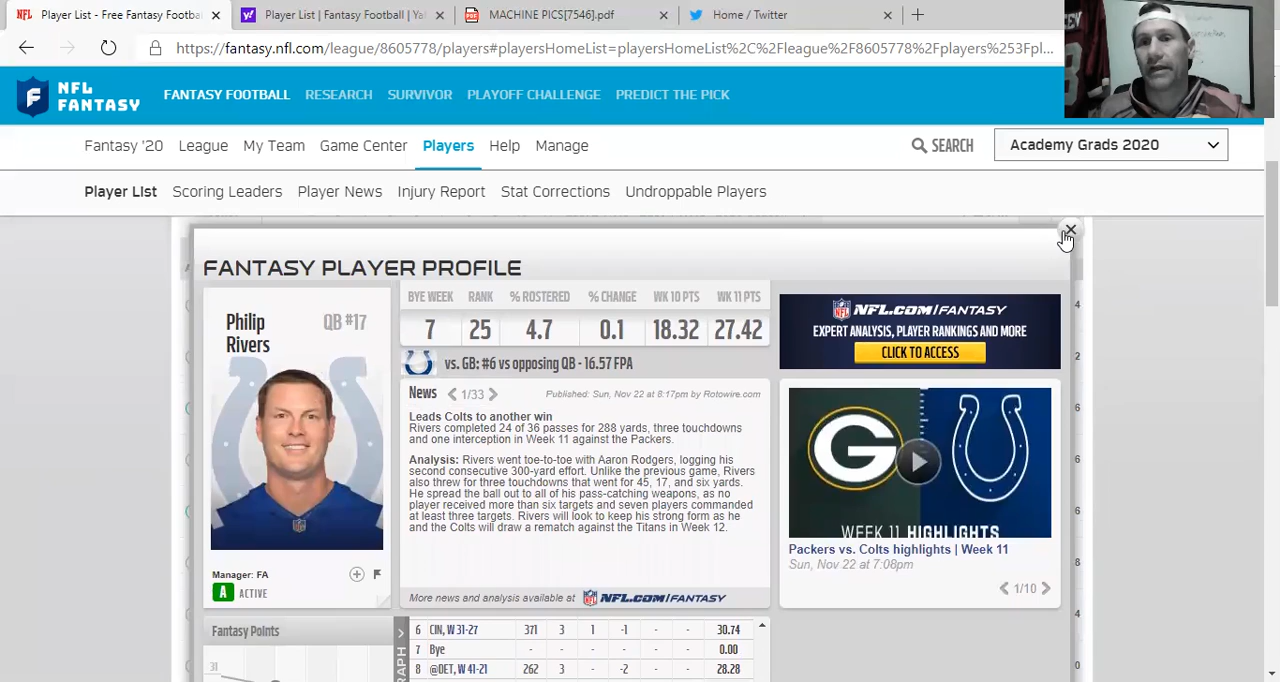 Player List - Free Fantasy Footba
Player List | Fantasy Football | Ya
MACHINE PICS[7546].pdf
Home / Twitter
https://fantasy.nfl.com/league/8605778/players#playersHomeList=playersHomeList%2C%2Fleague%2F8605778%2Fplayers%253Fpl...
NFL
FANTASY
FANTASY FOOTBALL
RESEARCH
SURVIVOR
PLAYOFF CHALLENGE
PREDICT THE PICK
Fantasy '20
League
My Team
Game Center
Players
Help
Manage
SEARCH
Academy Grads 2020
Player List
Scoring Leaders
Player News
Injury Report
Stat Corrections
Undroppable Players
FANTASY PLAYER PROFILE
Philip
Rivers
QB #17
BYE WEEK RANK % ROSTERED % CHANGE WK 10 PTS WK 11 PTS
7 25 4.7 0.1 18.32 27.42
vs. GB: #6 vs opposing QB - 16.57 FPA
News 1/33 Published: Sun, Nov 22 at 8:17pm by Rotowire.com
Leads Colts to another win
Rivers completed 24 of 36 passes for 288 yards, three touchdowns
and one interception in Week 11 against the Packers.
Analysis: Rivers went toe-to-toe with Aaron Rodgers, logging his
second consecutive 300-yard effort. Unlike the previous game, Rivers
also threw for three touchdowns that went for 45, 17, and six yards.
He spread the ball out to all of his pass-catching weapons, as no
player received more than six targets and seven players commanded
at least three targets. Rivers will look to keep his strong form as he
and the Colts will draw a rematch against the Titans in Week 12.
More news and analysis available at NFL.COM/FANTASY
NFL.COM/FANTASY
EXPERT ANALYSIS, PLAYER RANKINGS AND MORE
CLICK TO ACCESS
WEEK 11 HIGHLIGHTS
Packers vs. Colts highlights | Week 11
Sun, Nov 22 at 7:08pm
1/10
Manager: FA
A ACTIVE
Fantasy Points
31
GRAPH
6 CIN, W 31-27 371 3 1 -1 - - 30.74
7 Bye - - - - - - 0.00
8 @DET, W 41-21 262 3 - -2 - - 28.28
4
2
6
6
6
8
4
0